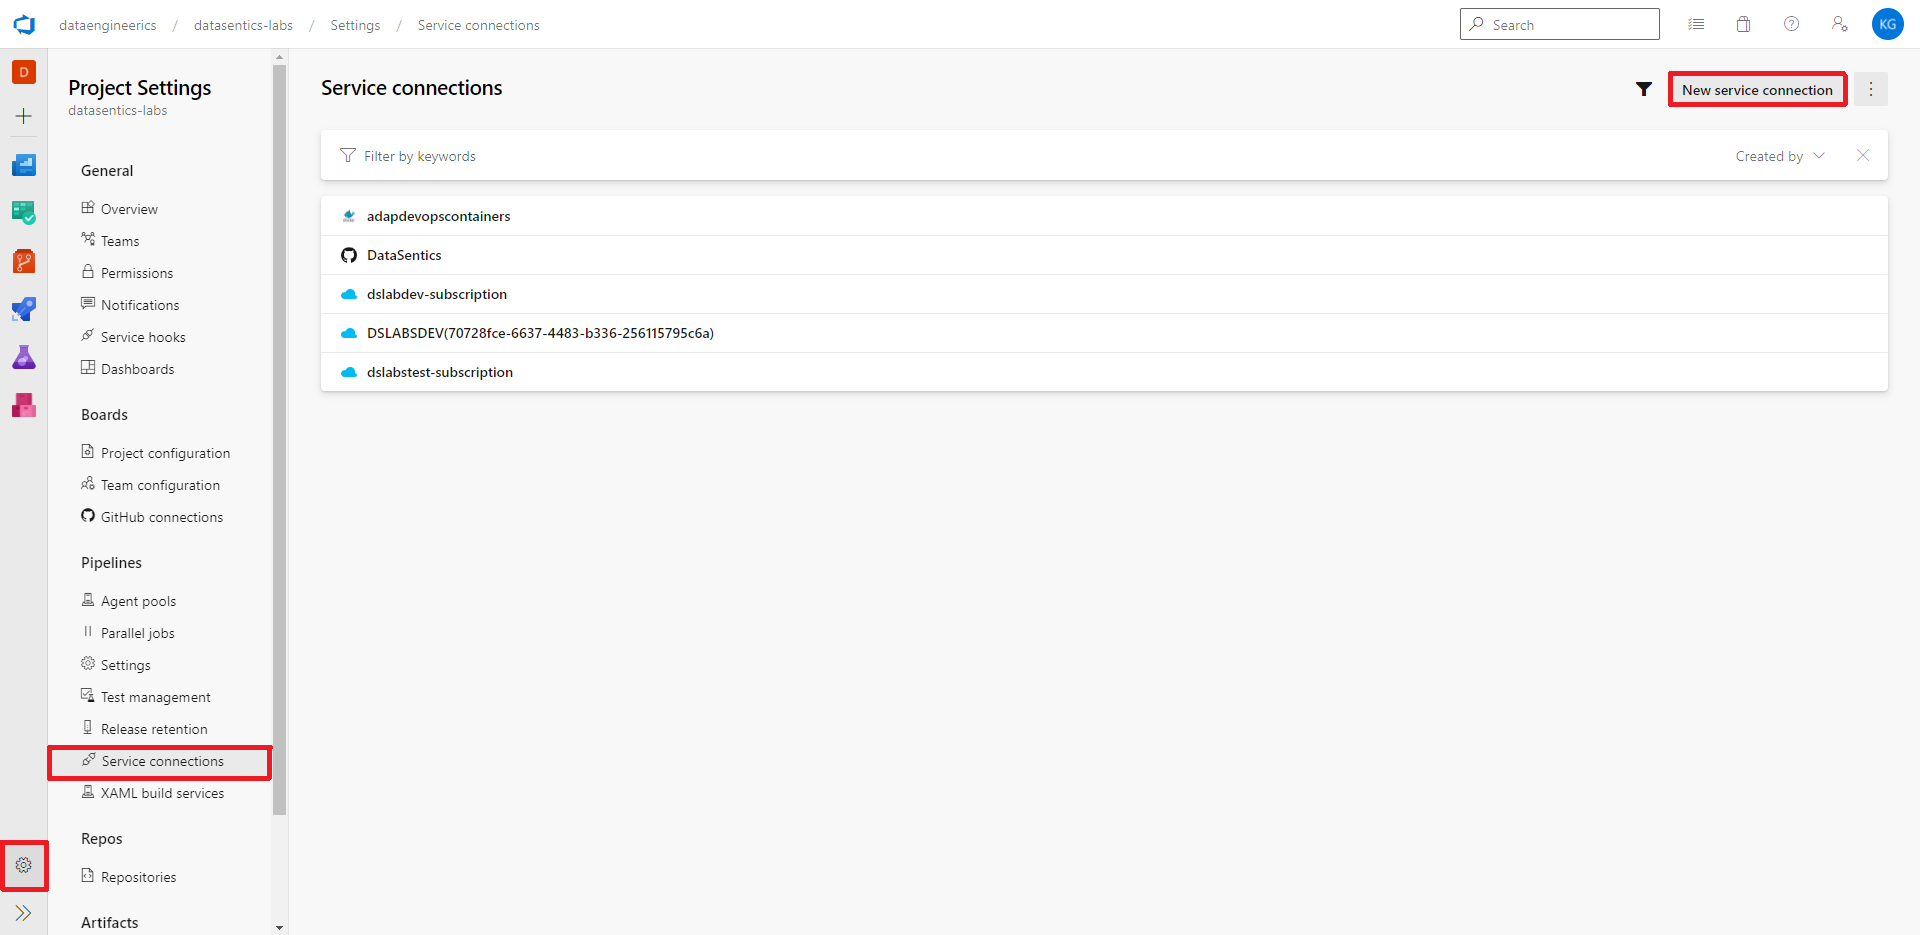 dataengineerics / datasentics-labs / Settings / Service connections
Search
KG
D
Project Settings
datasentics-labs
General
Overview
Teams
Permissions
Notifications
Service hooks
Dashboards
Boards
Project configuration
Team configuration
GitHub connections
Pipelines
Agent pools
Parallel jobs
Settings
Test management
Release retention
Service connections
XAML build services
Repos
Repositories
Artifacts
Service connections
New service connection
Filter by keywords
Created by
adapdevopscontainers
DataSentics
dslabdev-subscription
DSLABSDEV(70728fce-6637-4483-b336-256115795c6a)
dslabstest-subscription